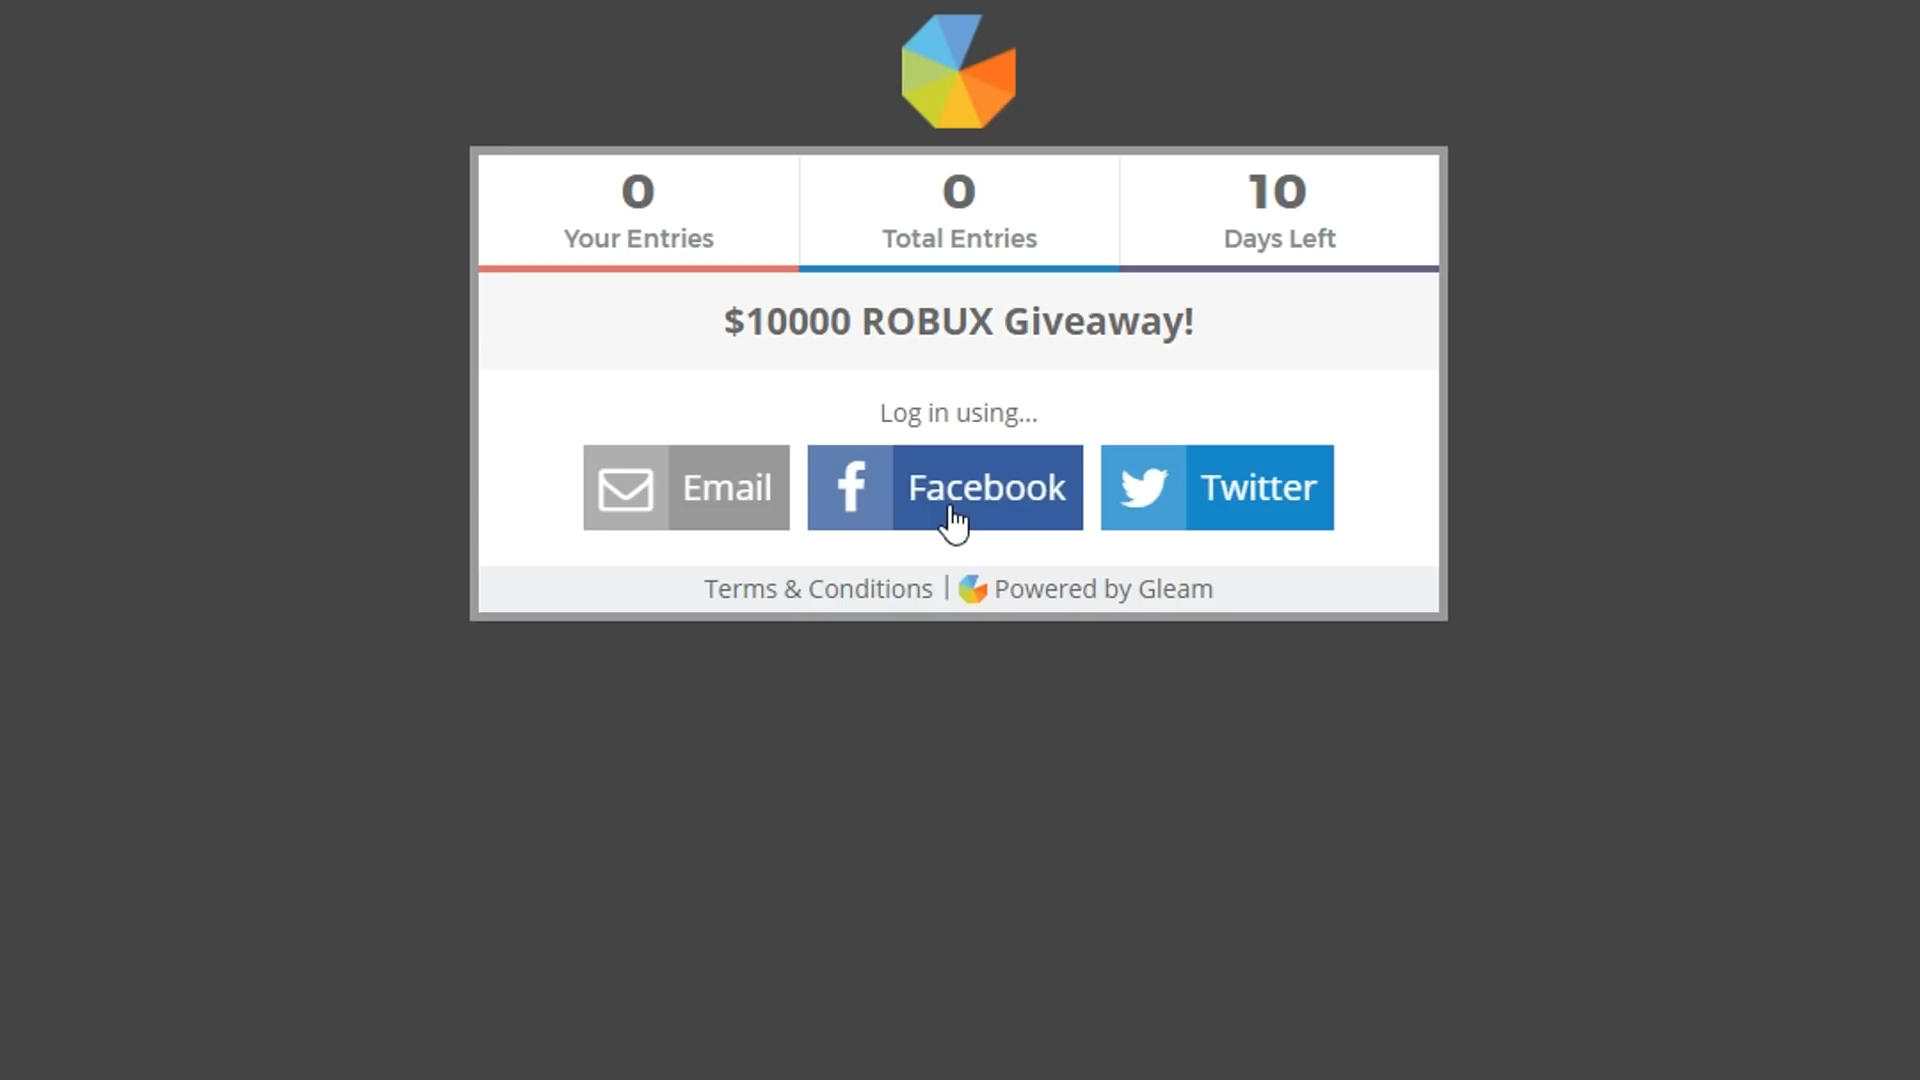 0 0 10
Your Entries Total Entries Days Left
$10000 ROBUX Giveaway!
Log in using...
Email Facebook Twitter
Terms & Conditions | Powered by Gleam